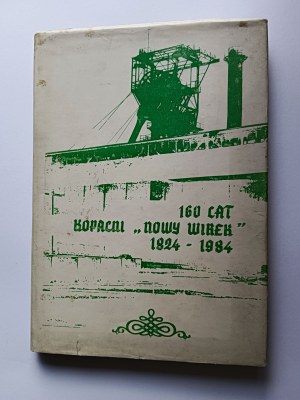 160 LAT
KOPALNI „NOWY WIREK"
1824 - 1984